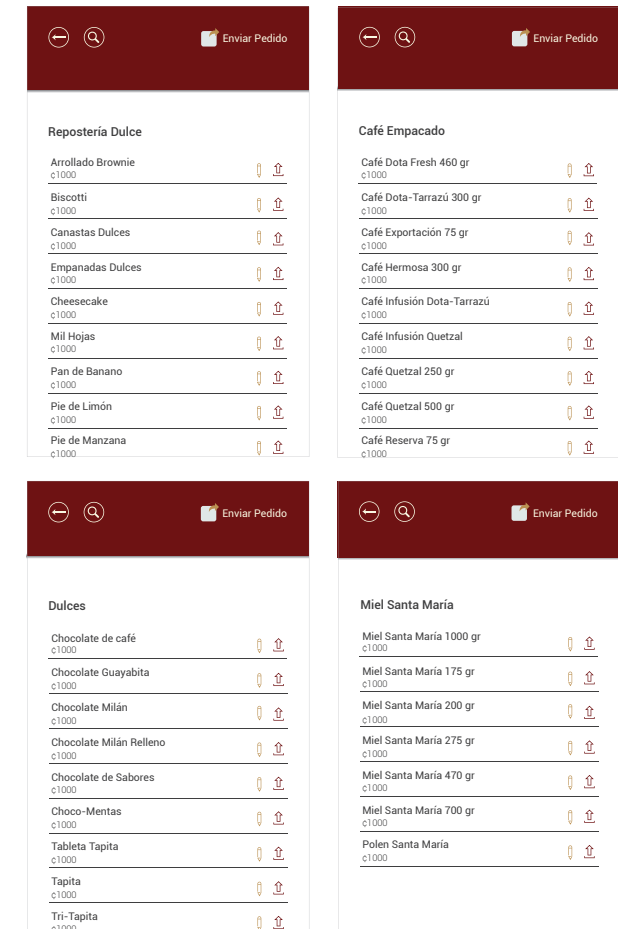 Enviar Pedido
Repostería Dulce
Arrollado Brownie
¢1000
Biscotti
¢1000
Canastas Dulces
¢1000
Empanadas Dulces
¢1000
Cheesecake
¢1000
Mil Hojas
¢1000
Pan de Banano
¢1000
Pie de Limón
¢1000
Pie de Manzana
¢1000
Enviar Pedido
Café Empacado
Café Dota Fresh 460 gr
¢1000
Café Dota-Tarrazú 300 gr
¢1000
Café Exportación 75 gr
¢1000
Café Hermosa 300 gr
¢1000
Café Infusión Dota-Tarrazú
¢1000
Café Infusión Quetzal
¢1000
Café Quetzal 250 gr
¢1000
Café Quetzal 500 gr
¢1000
Café Reserva 75 gr
¢1000
Enviar Pedido
Dulces
Chocolate de café
¢1000
Chocolate Guayabita
¢1000
Chocolate Milán
¢1000
Chocolate Milán Relleno
¢1000
Chocolate de Sabores
¢1000
Choco-Mentas
¢1000
Tableta Tapita
¢1000
Tapita
¢1000
Tri-Tapita
¢1000
Enviar Pedido
Miel Santa María
Miel Santa María 1000 gr
¢1000
Miel Santa María 175 gr
¢1000
Miel Santa María 200 gr
¢1000
Miel Santa María 275 gr
¢1000
Miel Santa María 470 gr
¢1000
Miel Santa María 700 gr
¢1000
Polen Santa María
¢1000